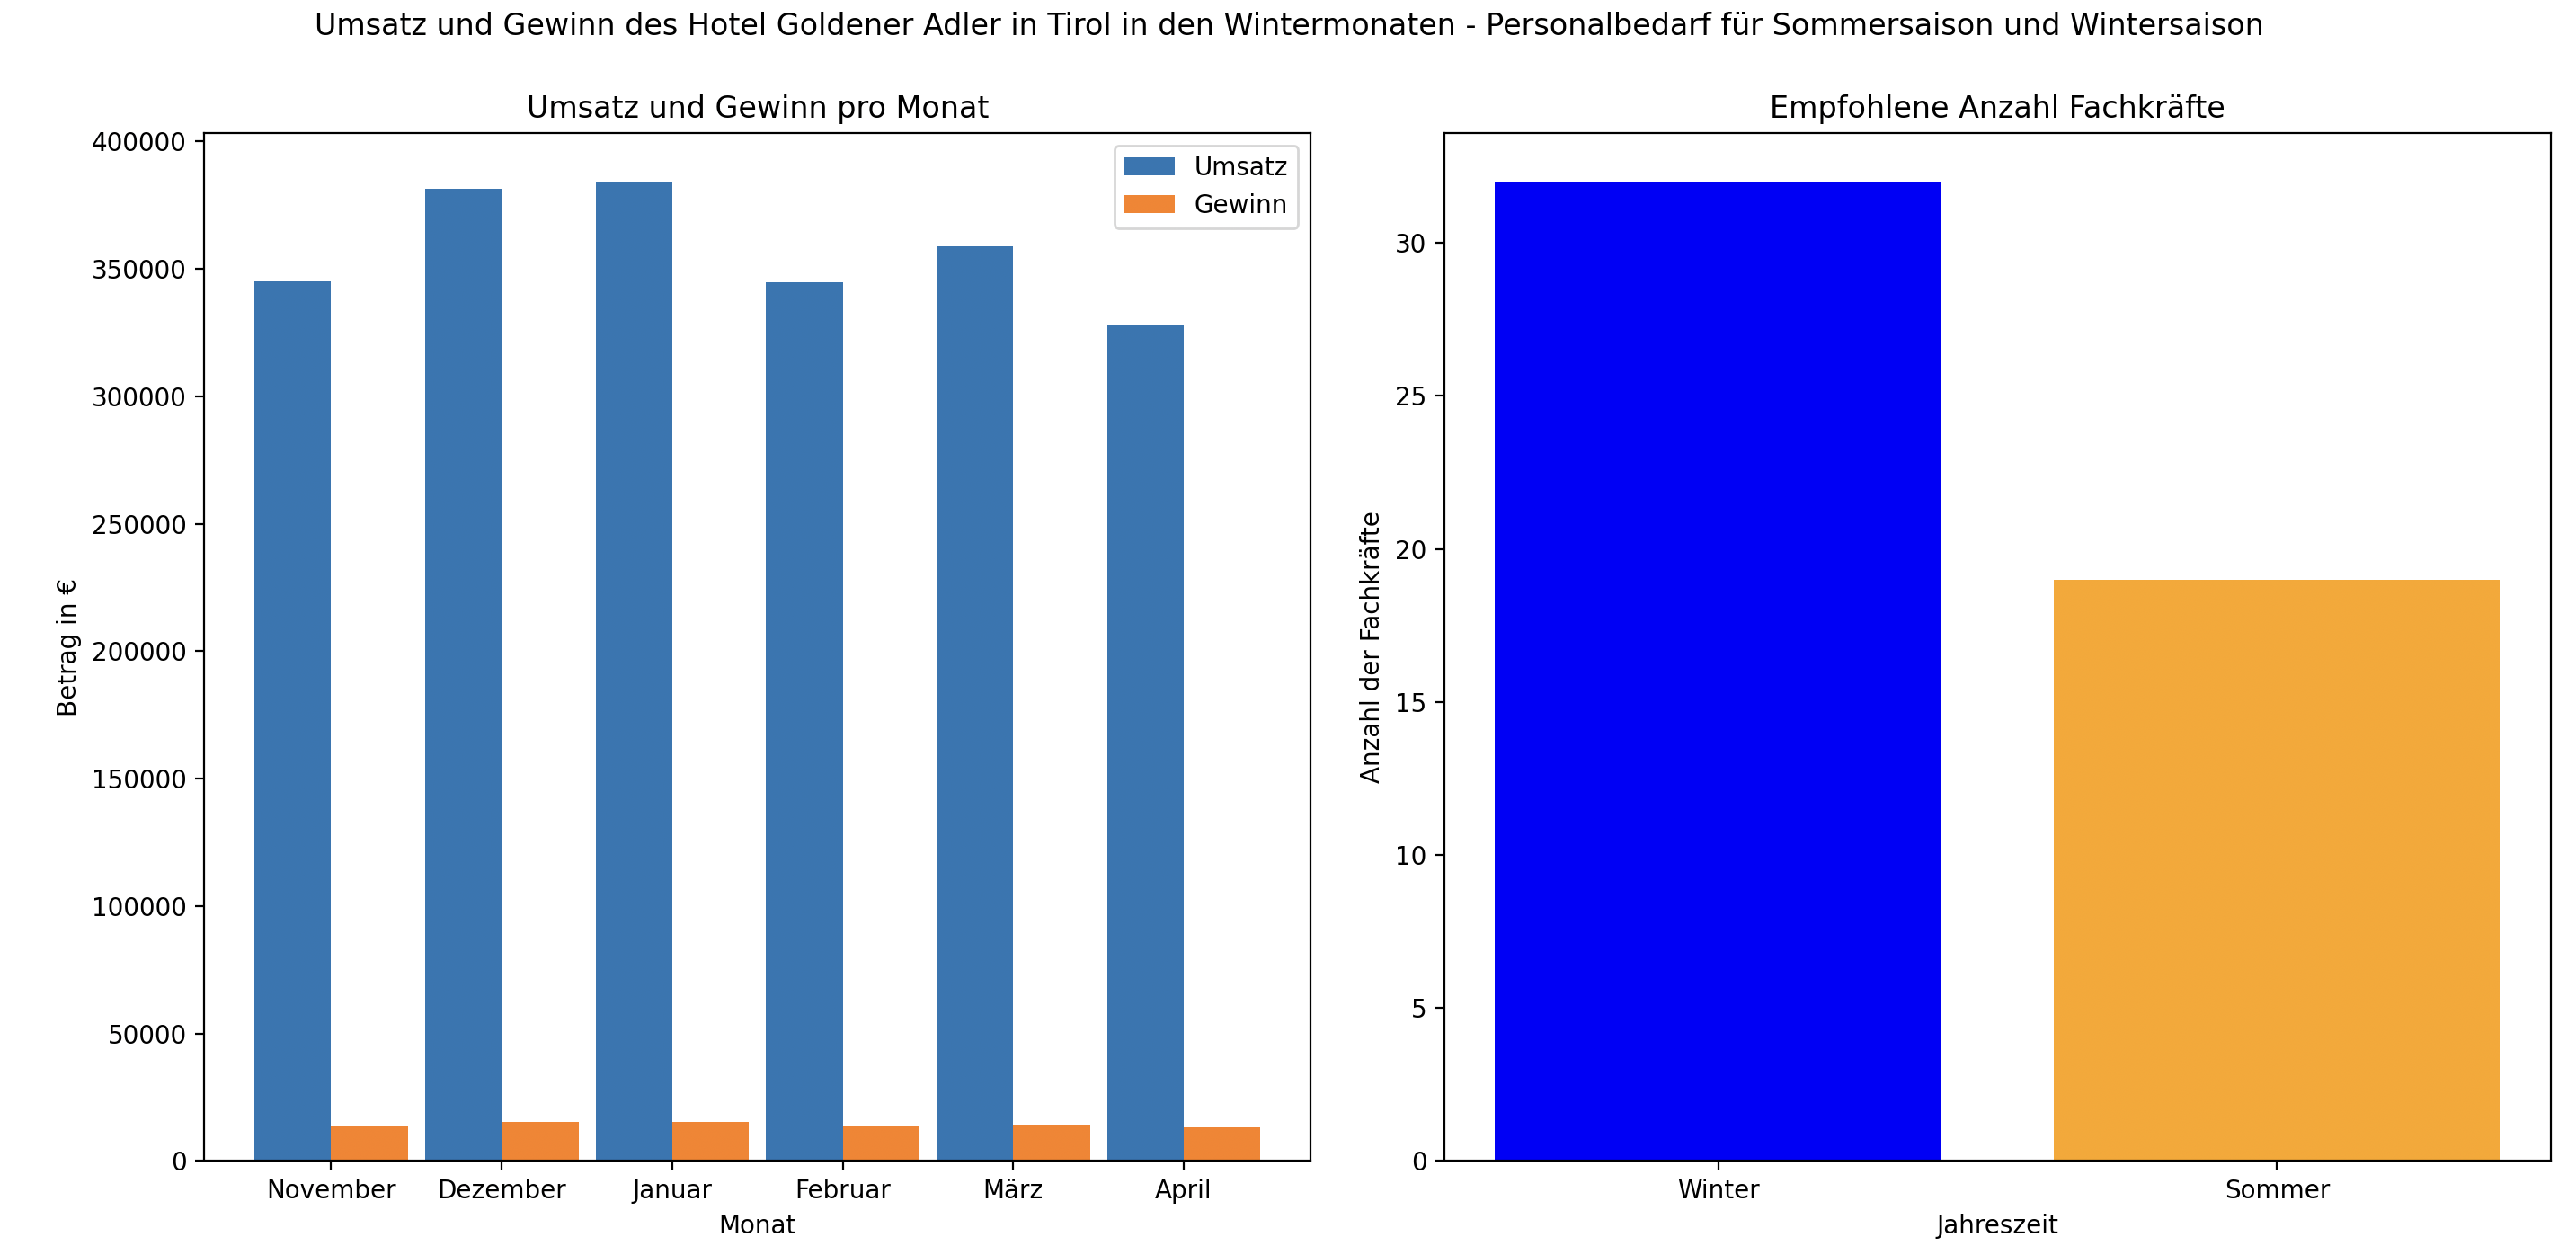 Umsatz und Gewinn des Hotel Goldener Adler in Tirol in den Wintermonaten - Personalbedarf für Sommersaison und Wintersaison
Umsatz und Gewinn pro Monat
400000
350000
300000
250000
200000
150000
100000
50000
0
Betrag in €
Umsatz
Gewinn
November
Dezember
Januar
Februar
März
April
Monat
Empfohlene Anzahl Fachkräfte
30
25
20
15
10
5
0
Anzahl der Fachkräfte
Winter
Sommer
Jahreszeit